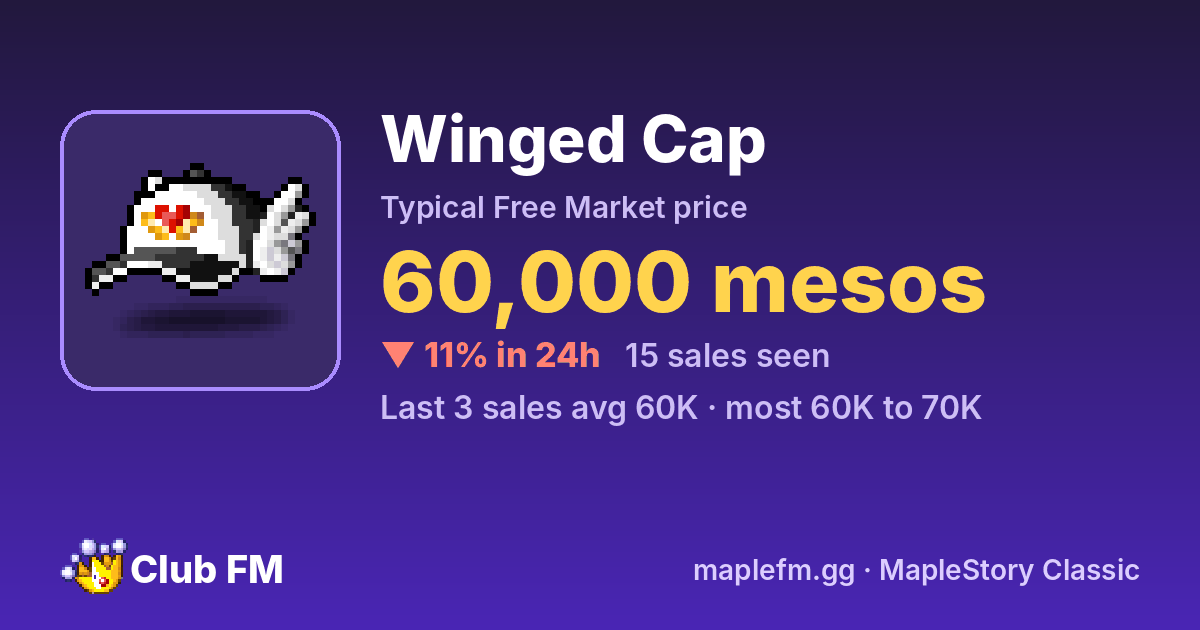 Winged Cap
Typical Free Market price
60,000 mesos
▼ 11% in 24h 15 sales seen
Last 3 sales avg 60K · most 60K to 70K
Club FM
maplefm.gg · MapleStory Classic